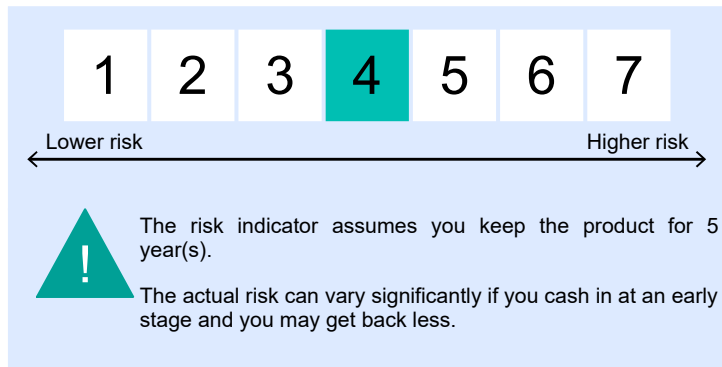 1 2 3 4 5 6 7
Lower risk Higher risk
!
The risk indicator assumes you keep the product for 5
year(s).
The actual risk can vary significantly if you cash in at an early
stage and you may get back less.